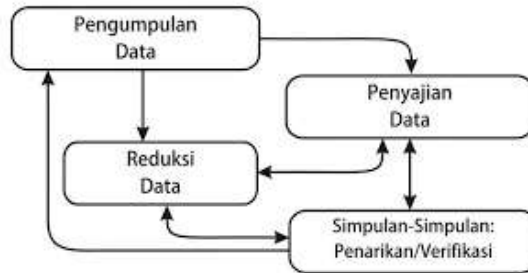 Pengumpulan
Data
Penyajian
Data
Reduksi
Data
Simpulan-Simpulan:
Penarikan/Verifikasi